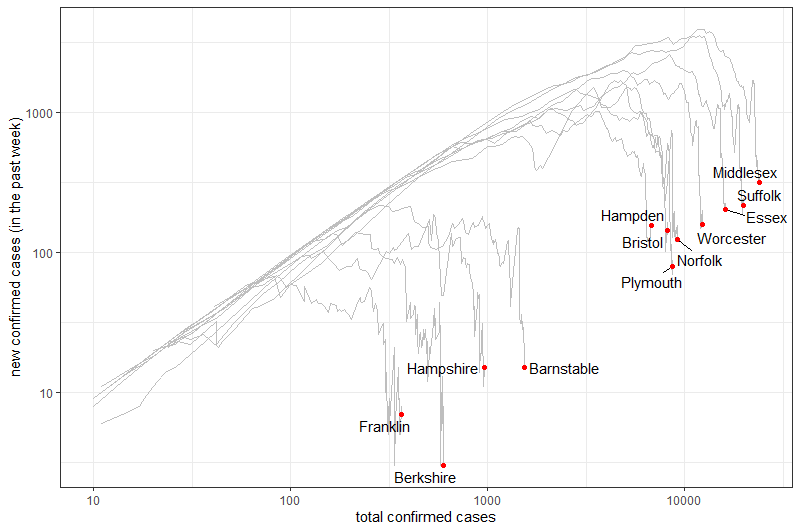 1000
100
10
new confirmed cases (in the past week)
Middlesex
Suffolk
Essex
Hampden
Worcester
Bristol
Norfolk
Plymouth
Hampshire
Barnstable
Franklin
Berkshire
10
100
1000
10000
total confirmed cases